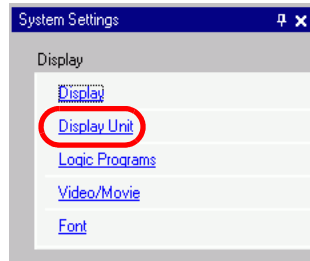 System Settings
Display
Display
Display Unit
Logic Programs
Video/Movie
Font